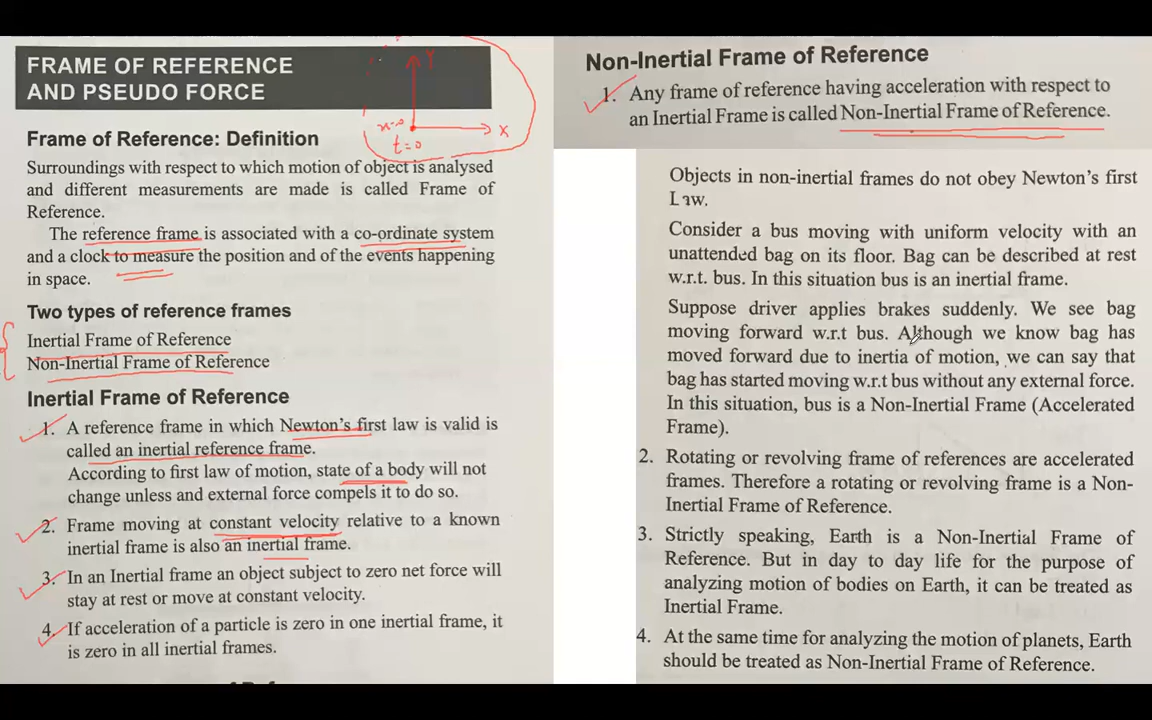 FRAME OF REFERENCE
AND PSEUDO FORCE
Y
x=0
X
t=0
Frame of Reference: Definition
Surroundings with respect to which motion of object is analysed
and different measurements are made is called Frame of
Reference.
The reference frame is associated with a co-ordinate system
and a clock to measure the position and of the events happening
in space.
Two types of reference frames
Inertial Frame of Reference
Non-Inertial Frame of Reference
Inertial Frame of Reference
1. A reference frame in which Newton's first law is valid is
called an inertial reference frame.
According to first law of motion, state of a body will not
change unless and external force compels it to do so.
2. Frame moving at constant velocity relative to a known
inertial frame is also an inertial frame.
3. In an Inertial frame an object subject to zero net force will
stay at rest or move at constant velocity.
4. If acceleration of a particle is zero in one inertial frame, it
is zero in all inertial frames.
Non-Inertial Frame of Reference
1. Any frame of reference having acceleration with respect to
an Inertial Frame is called Non-Inertial Frame of Reference.
Objects in non-inertial frames do not obey Newton's first
Law.
Consider a bus moving with uniform velocity with an
unattended bag on its floor. Bag can be described at rest
w.r.t. bus. In this situation bus is an inertial frame.
Suppose driver applies brakes suddenly. We see bag
moving forward w.r.t bus. Although we know bag has
moved forward due to inertia of motion, we can say that
bag has started moving w.r.t bus without any external force.
In this situation, bus is a Non-Inertial Frame (Accelerated
Frame).
2. Rotating or revolving frame of references are accelerated
frames. Therefore a rotating or revolving frame is a Non-
Inertial Frame of Reference.
3. Strictly speaking, Earth is a Non-Inertial Frame of
Reference. But in day to day life for the purpose of
analyzing motion of bodies on Earth, it can be treated as
Inertial Frame.
4. At the same time for analyzing the motion of planets, Earth
should be treated as Non-Inertial Frame of Reference.